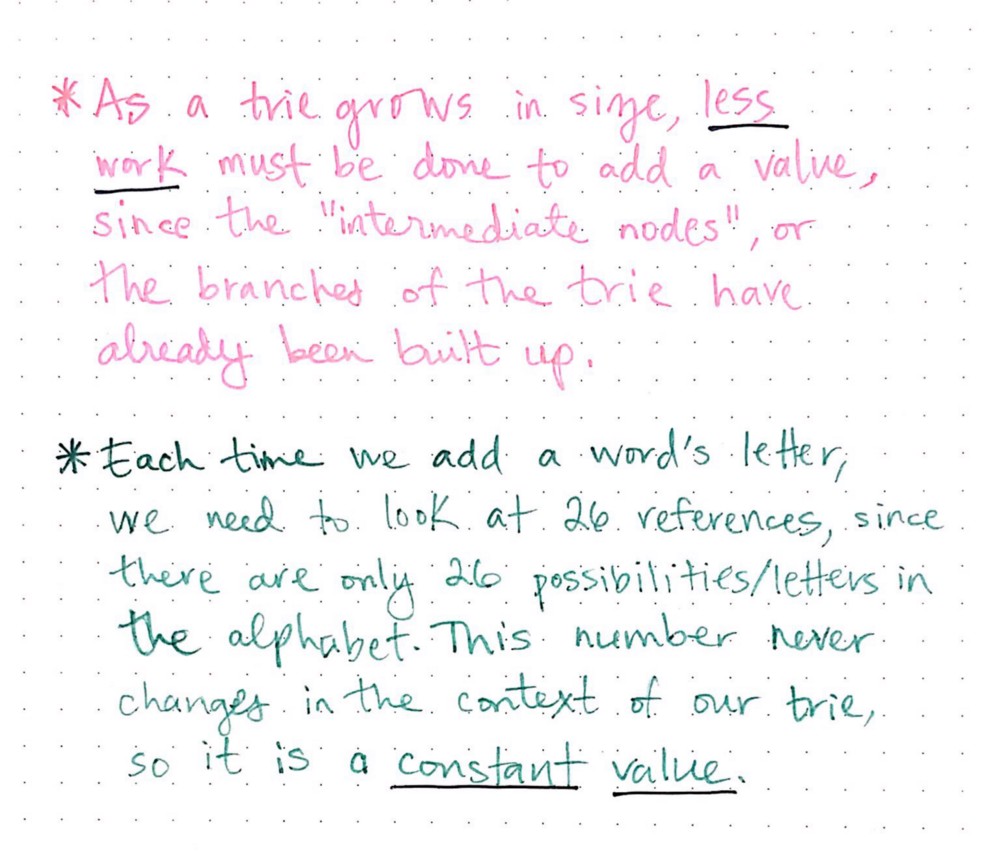 * As a trie grows in size, less
work must be done to add a value,
since the "intermediate nodes", or
the branches of the trie have
already been built up.
* Each time we add a word's letter,
we need to look at 26 references, since
there are only 26 possibilities/letters in
the alphabet. This number never
changes in the context of our trie,
so it is a constant value.